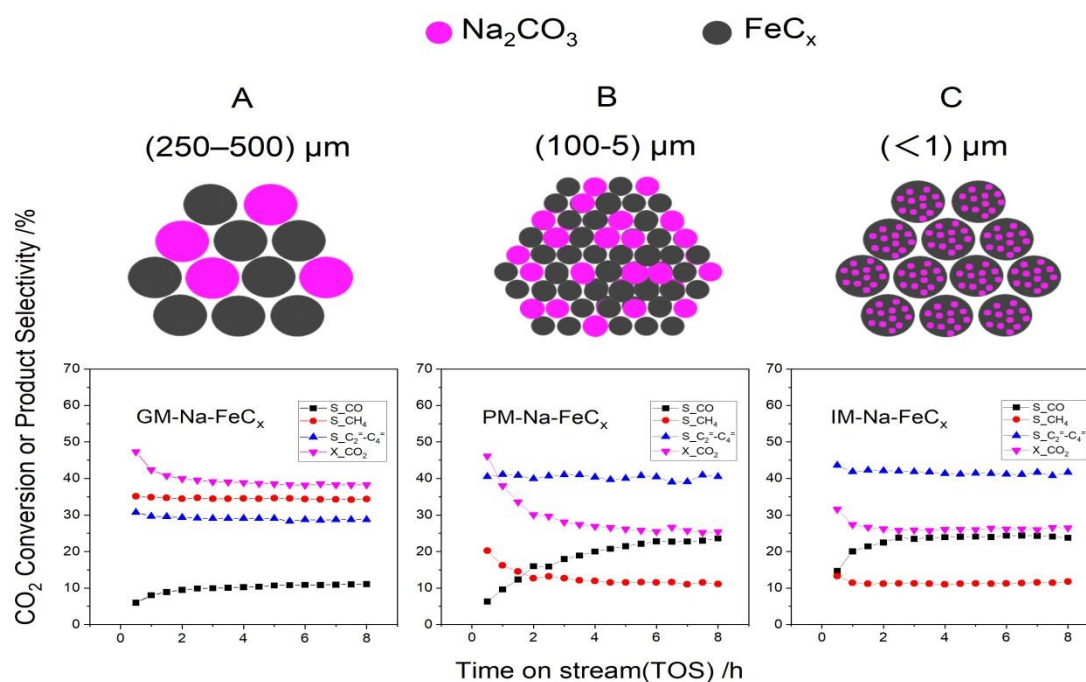 Na₂CO₃ FeCₓ
A B C
(250–500) μm (100-5) μm (<1) μm
CO₂ Conversion or Product Selectivity /%
70
60
50
40
30
20
10
0
GM-Na-FeCₓ
S_CO
S_CH₄
S_C₂⁼-C₄⁼
X_CO₂
0 2 4 6 8
70
60
50
40
30
20
10
0
PM-Na-FeCₓ
S_CO
S_CH₄
S_C₂⁼-C₄⁼
X_CO₂
0 2 4 6 8
70
60
50
40
30
20
10
0
IM-Na-FeCₓ
S_CO
S_CH₄
S_C₂⁼-C₄⁼
X_CO₂
0 2 4 6 8
Time on stream(TOS) /h